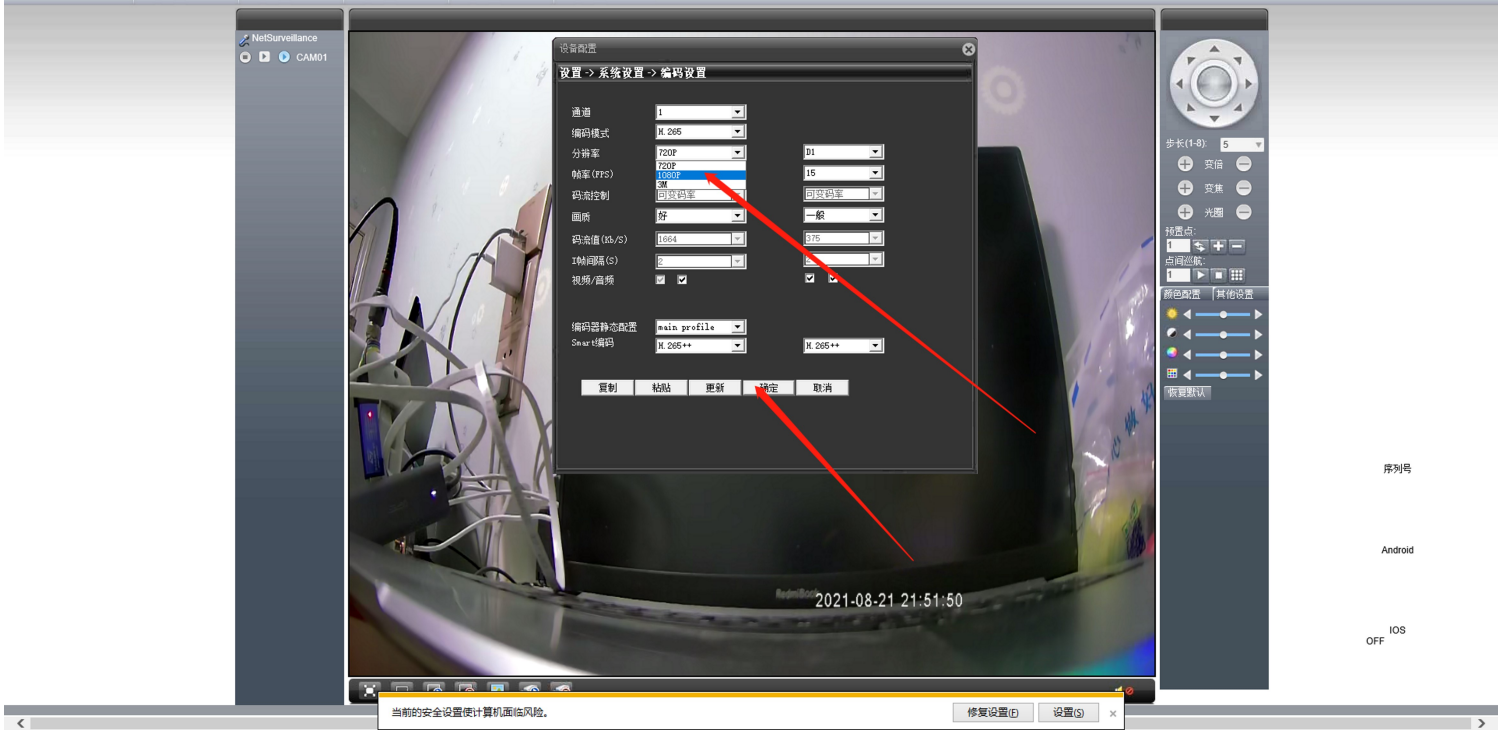 NetSurveillance
CAM01
设备配置
设置 -> 系统设置 -> 编码设置
通道 1
编码模式 H.265
分辨率 720P D1
720P
1080P
3M
帧率(FPS) 15
码流控制 可变码率 可变码率
画质 好 一般
码流值(Kb/S) 1664 375
I帧间隔(S) 2 2
视频/音频
编码器静态配置 main profile
Smart编码 H.265++ H.265++
复制 粘贴 更新 确定 取消
RedmiBook
2021-08-21 21:51:50
步长(1-8): 5
变倍
变焦
光圈
预置点:
1
点间巡航:
1
颜色配置 其他设置
恢复默认
序列号
Android
IOS
OFF
当前的安全设置使计算机面临风险。 修复设置(F) 设置(S) ×